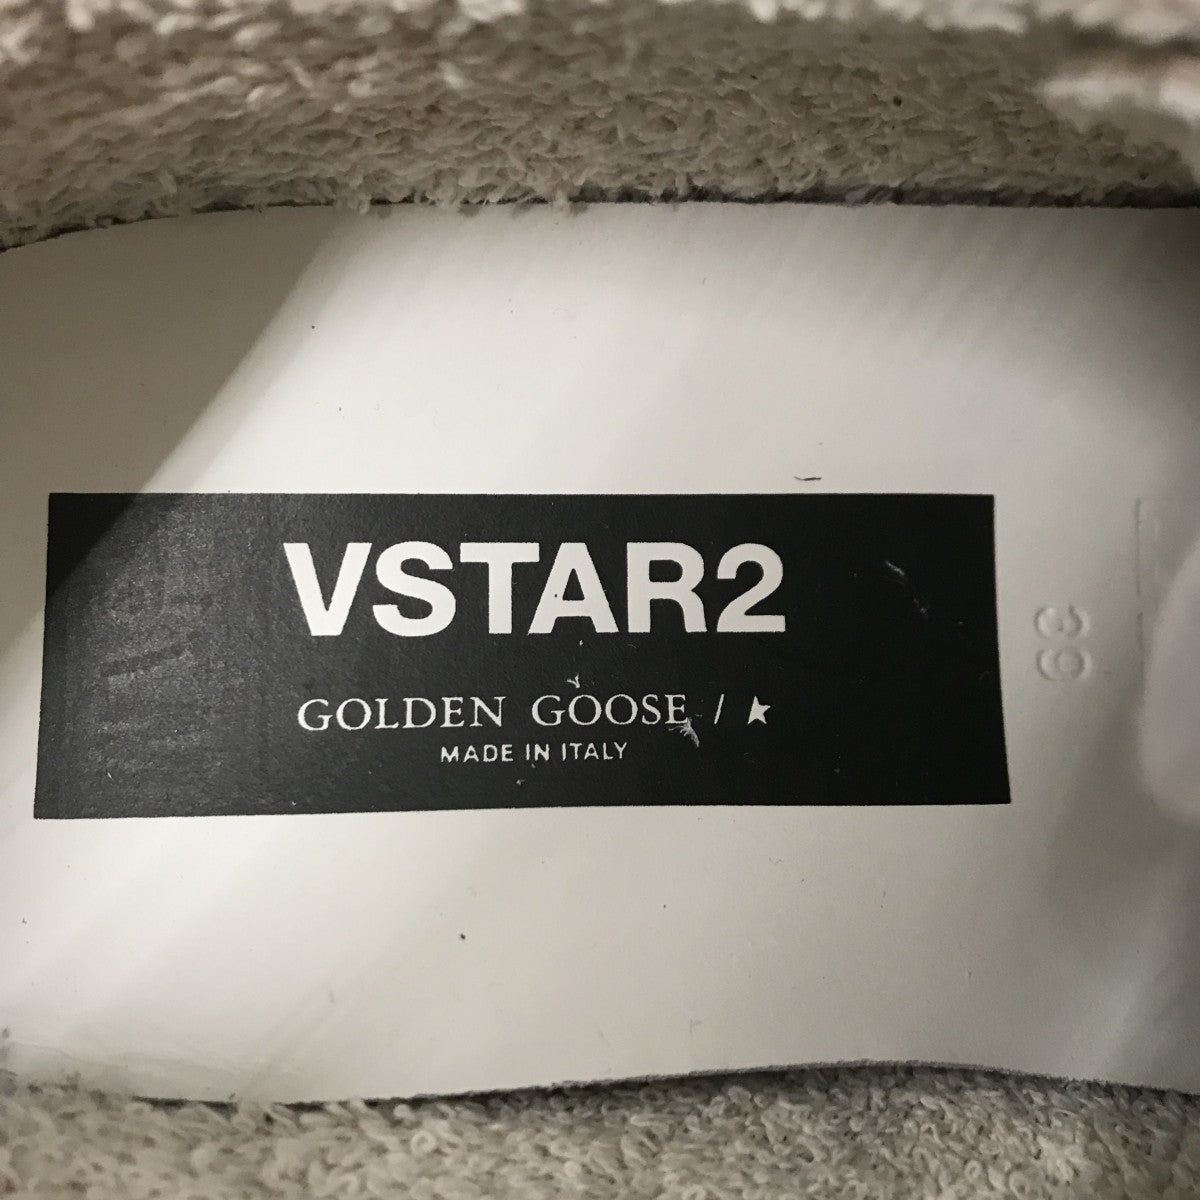 VSTAR2
GOLDEN GOOSE / ★
MADE IN ITALY
39